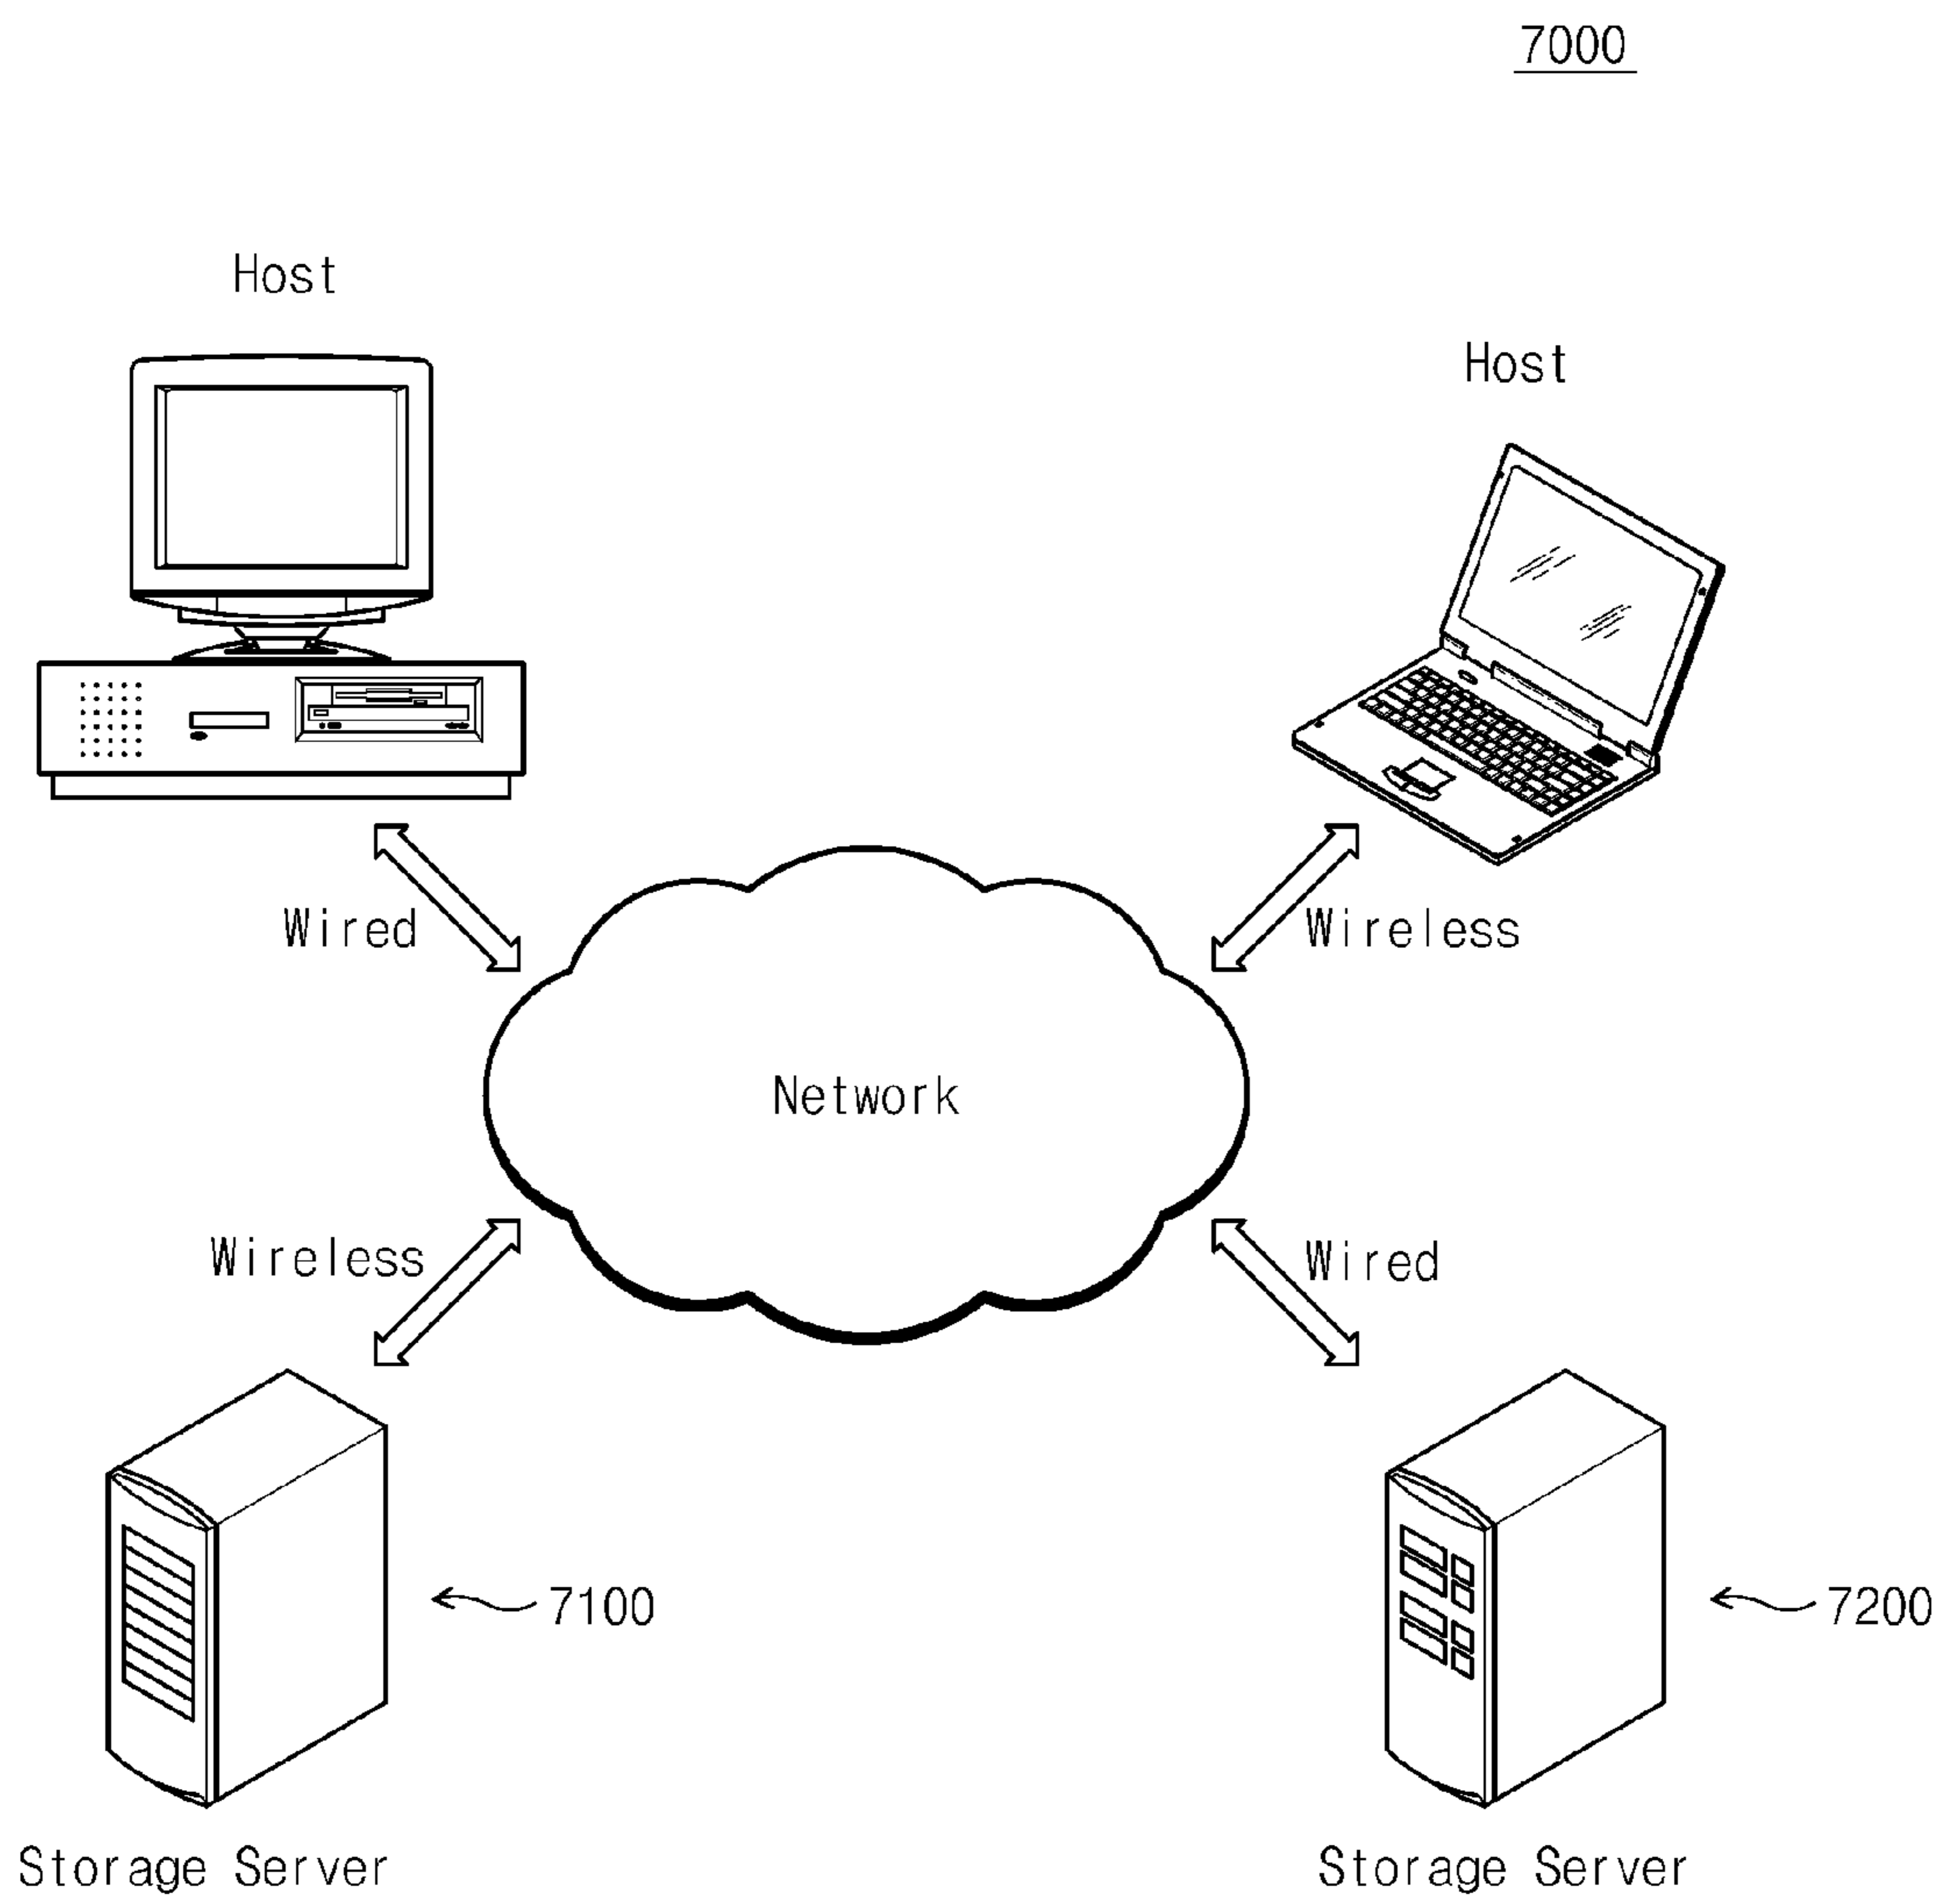 7000
Host
Host
Wired
Wireless
Network
Wireless
Wired
7100
7200
Storage Server
Storage Server